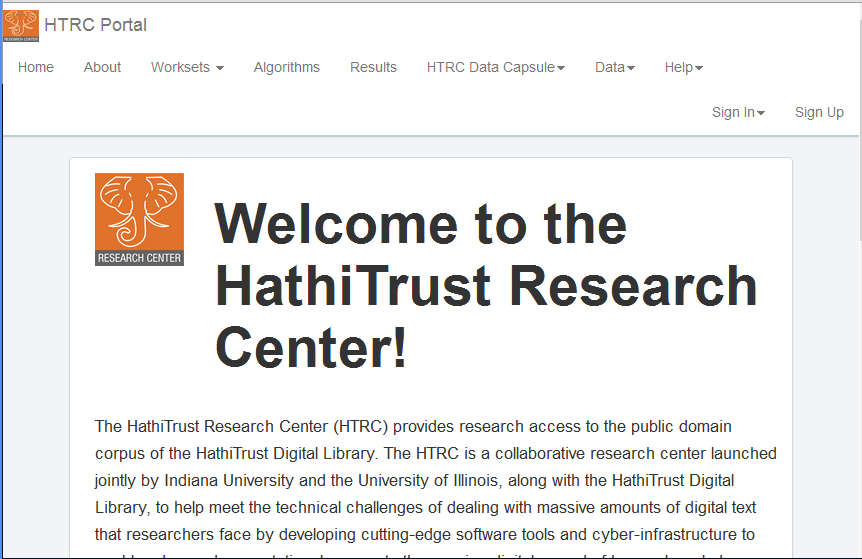 HTRC Portal
Home About Worksets Algorithms Results HTRC Data Capsule Data Help
Sign In Sign Up
RESEARCH CENTER
Welcome to the
HathiTrust Research
Center!
The HathiTrust Research Center (HTRC) provides research access to the public domain
corpus of the HathiTrust Digital Library. The HTRC is a collaborative research center launched
jointly by Indiana University and the University of Illinois, along with the HathiTrust Digital
Library, to help meet the technical challenges of dealing with massive amounts of digital text
that researchers face by developing cutting-edge software tools and cyber-infrastructure to